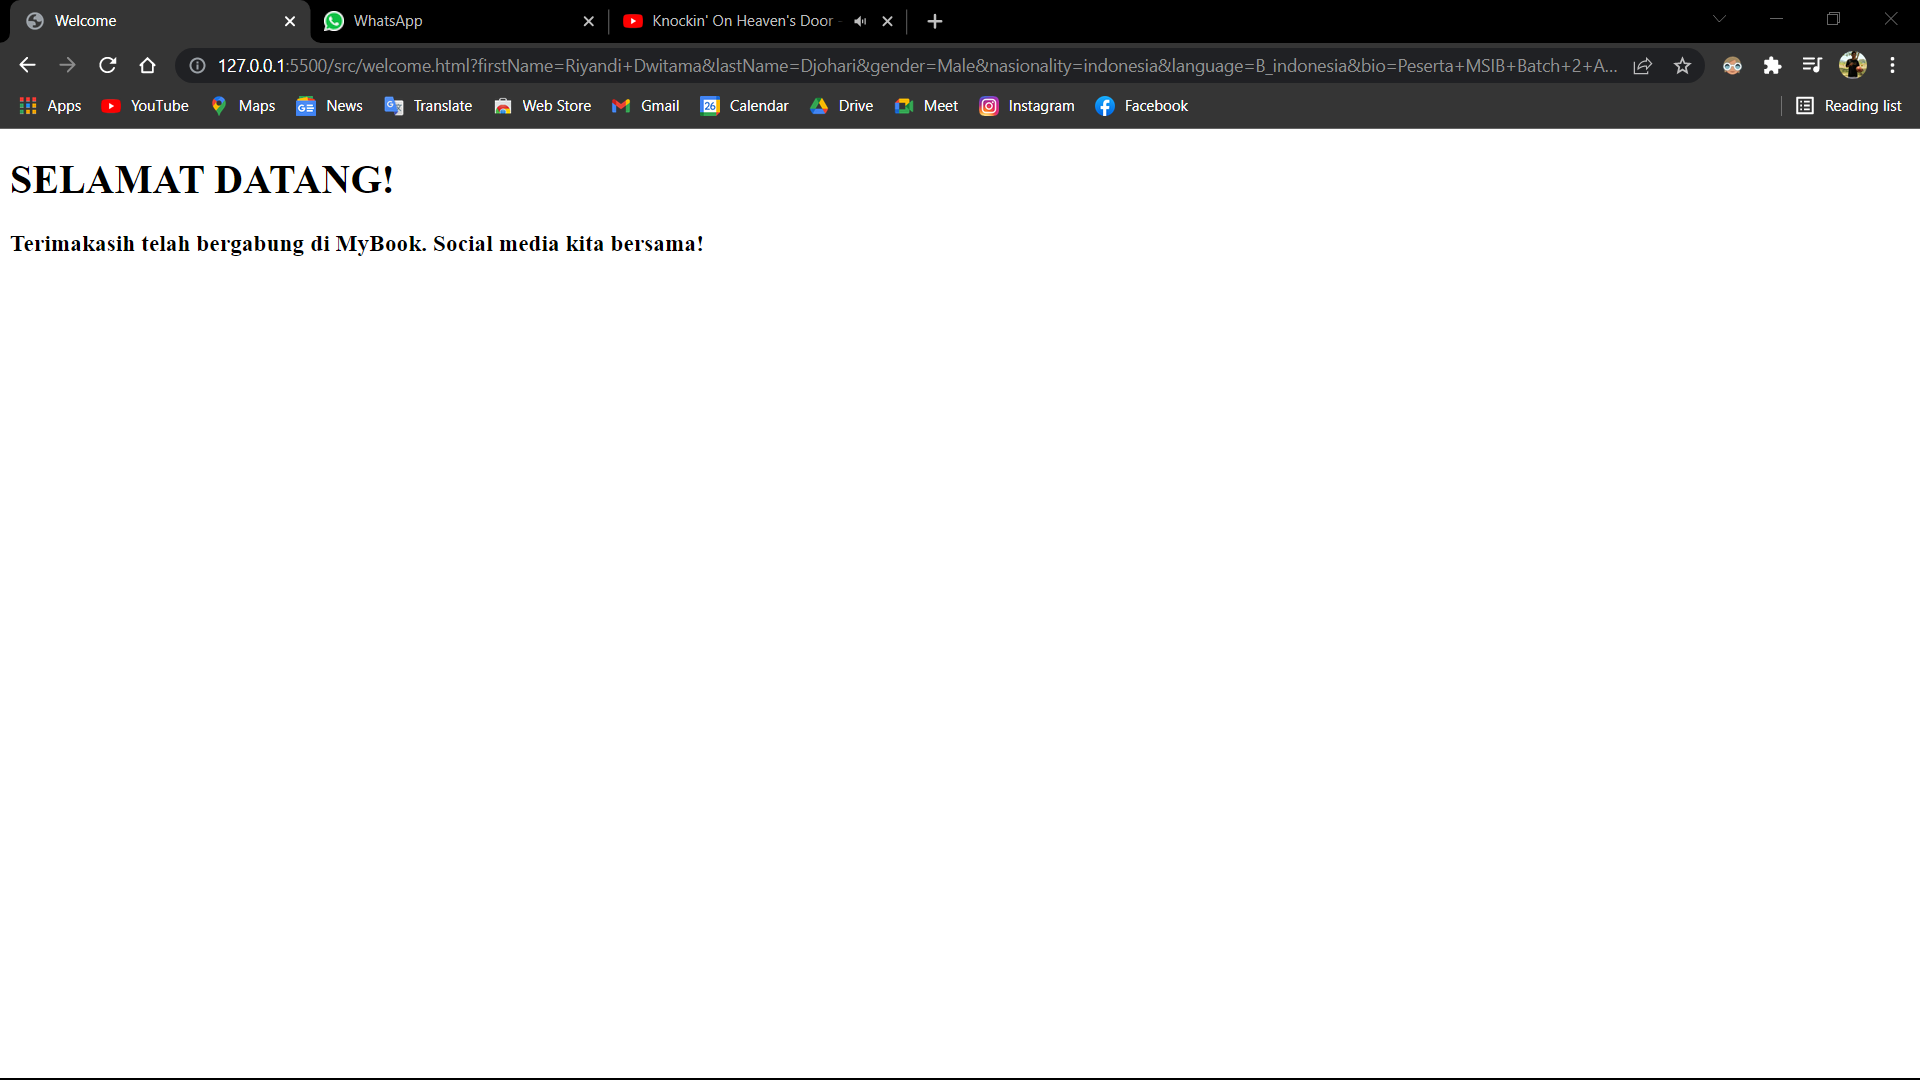 Welcome
WhatsApp
Knockin' On Heaven's Door -
127.0.0.1:5500/src/welcome.html?firstName=Riyandi+Dwitama&lastName=Djohari&gender=Male&nasionality=indonesia&language=B_indonesia&bio=Peserta+MSIB+Batch+2+A...
Apps YouTube Maps News Translate Web Store Gmail 26 Calendar Drive Meet Instagram Facebook Reading list
SELAMAT DATANG!
Terimakasih telah bergabung di MyBook. Social media kita bersama!